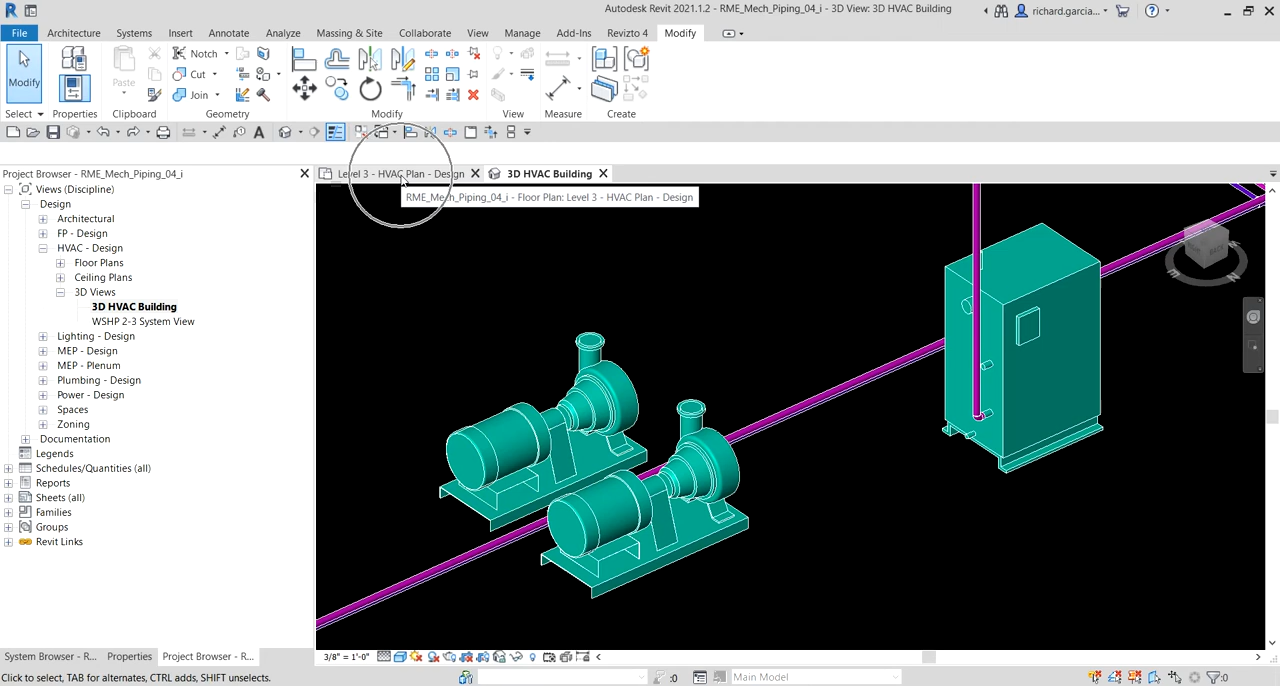 Autodesk Revit 2021.1.2 - RME_Mech_Piping_04_i - 3D View: 3D HVAC Building
richard.garcia...
File Architecture Systems Insert Annotate Analyze Massing & Site Collaborate View Manage Add-Ins Revizto 4 Modify
Modify
Paste
Notch
Cut
Join
Select Properties Clipboard Geometry Modify View Measure Create
Project Browser - RME_Mech_Piping_04_i
Level 3 - HVAC Plan - Design
3D HVAC Building
RME_Mech_Piping_04_i - Floor Plan: Level 3 - HVAC Plan - Design
Views (Discipline)
Design
Architectural
FP - Design
HVAC - Design
Floor Plans
Ceiling Plans
3D Views
3D HVAC Building
WSHP 2-3 System View
Lighting - Design
MEP - Design
MEP - Plenum
Plumbing - Design
Power - Design
Spaces
Zoning
Documentation
Legends
Schedules/Quantities (all)
Reports
Sheets (all)
Families
Groups
Revit Links
System Browser - R... Properties Project Browser - R...
3/8" = 1'-0"
Click to select, TAB for alternates, CTRL adds, SHIFT unselects.
:0
Main Model
:0